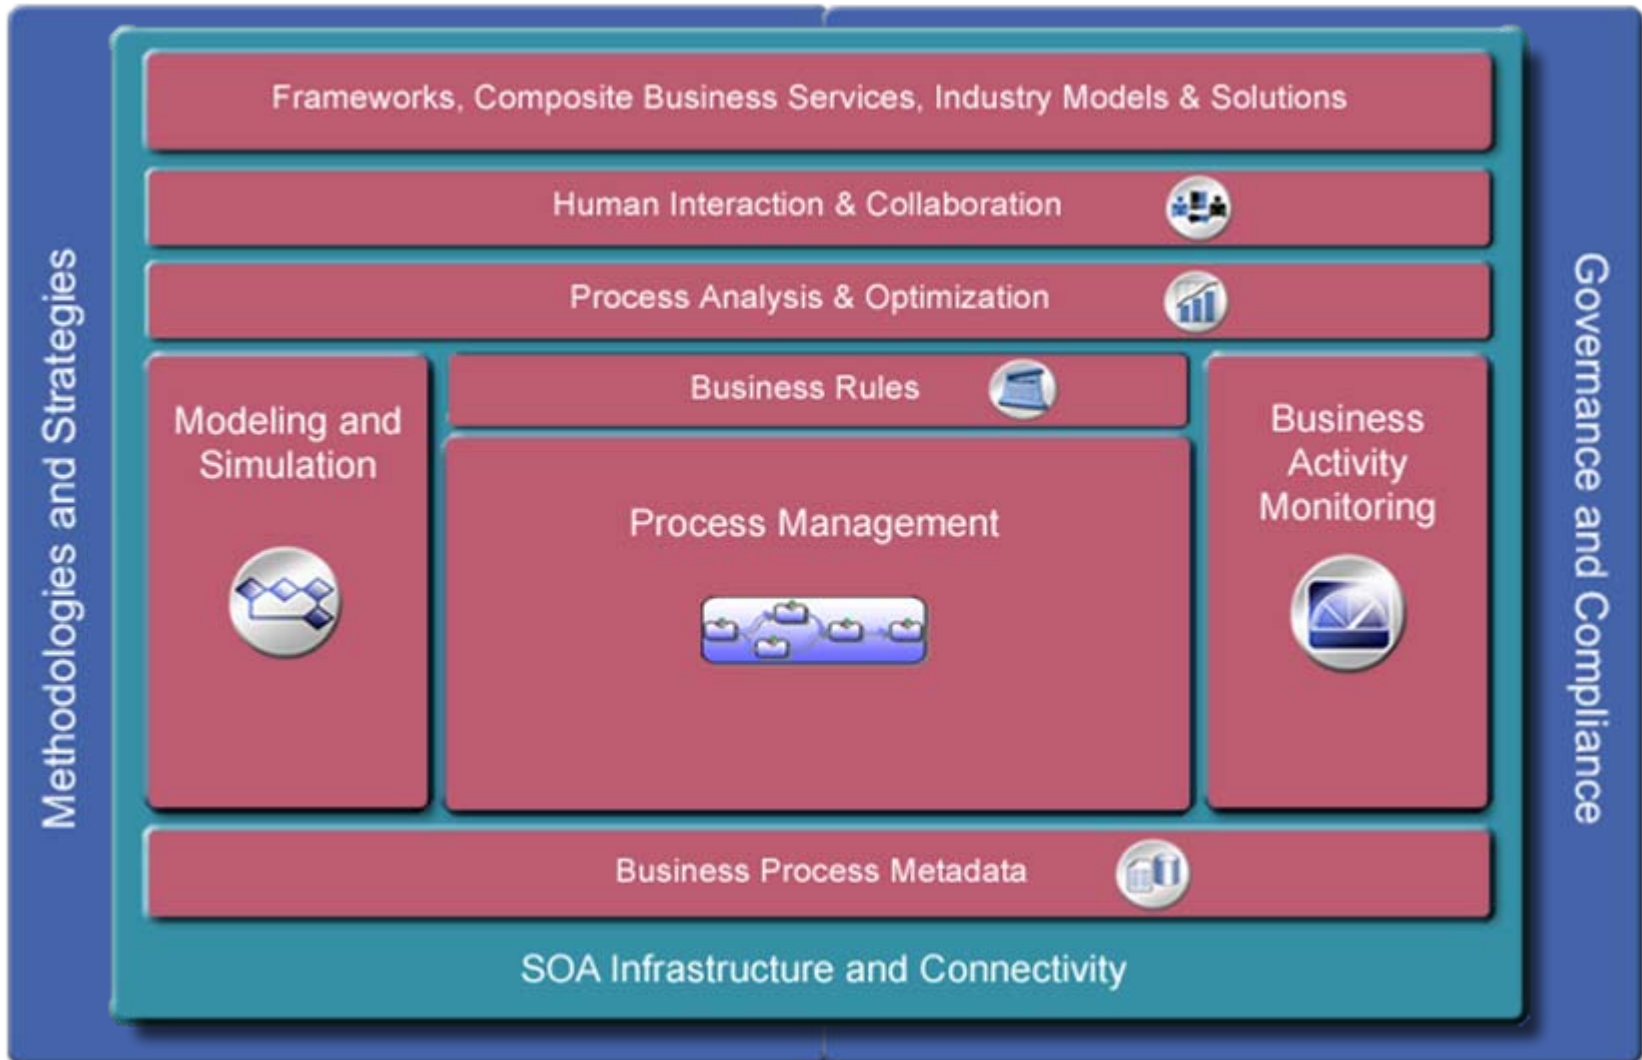 Frameworks, Composite Business Services, Industry Models & Solutions
Human Interaction & Collaboration
Process Analysis & Optimization
Methodologies and Strategies
Modeling and
Simulation
Business Rules
Process Management
Business
Activity
Monitoring
Governance and Compliance
Business Process Metadata
SOA Infrastructure and Connectivity